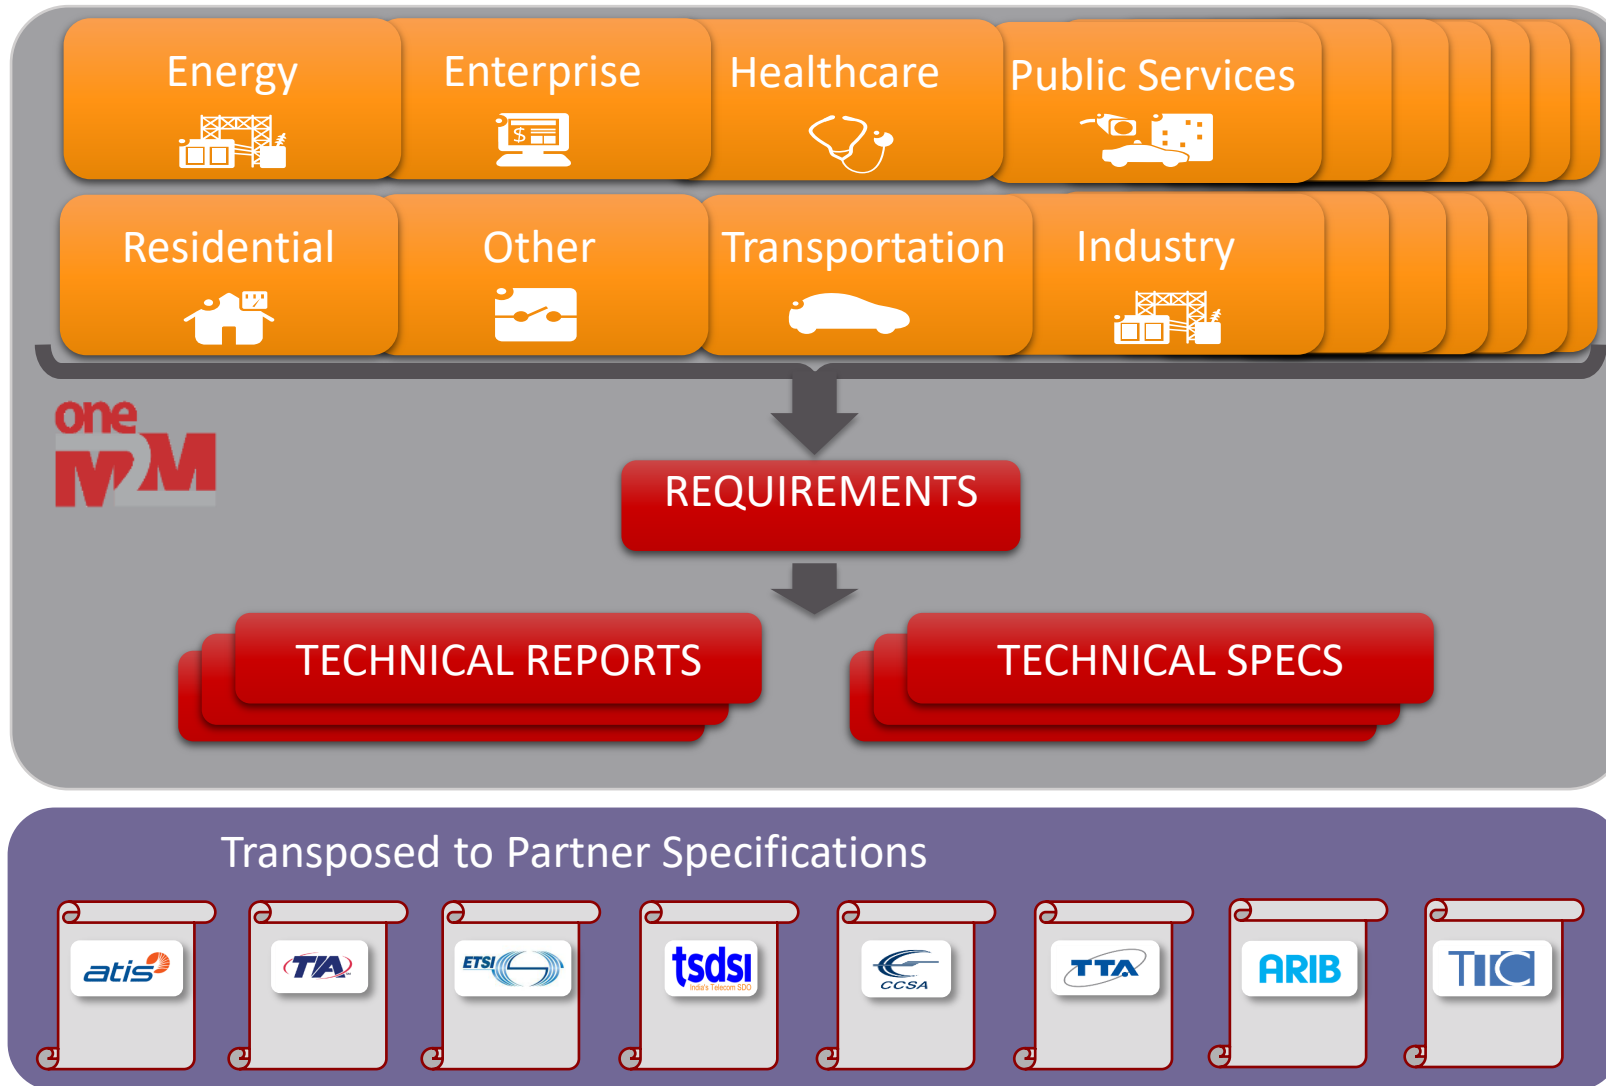 Energy
Enterprise
Healthcare
Public Services
$
Residential
Other
Transportation
Industry
one
M2M
REQUIREMENTS
TECHNICAL REPORTS
TECHNICAL SPECS
Transposed to Partner Specifications
atis
TIA
ETSI
tsdsi
India's Telecom SDO
CCSA
TTA
ARIB
TTC